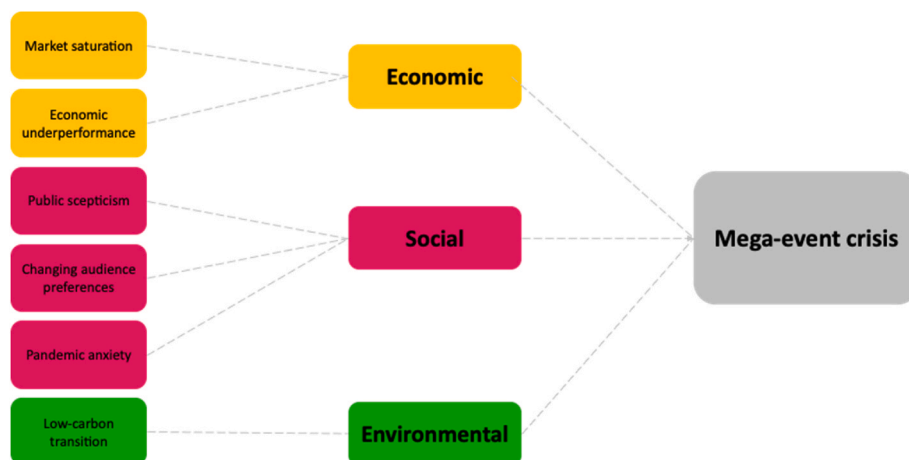 Market saturation
Economic
underperformance
Public scepticism
Changing audience
preferences
Pandemic anxiety
Low-carbon
transition
Economic
Social
Environmental
Mega-event crisis